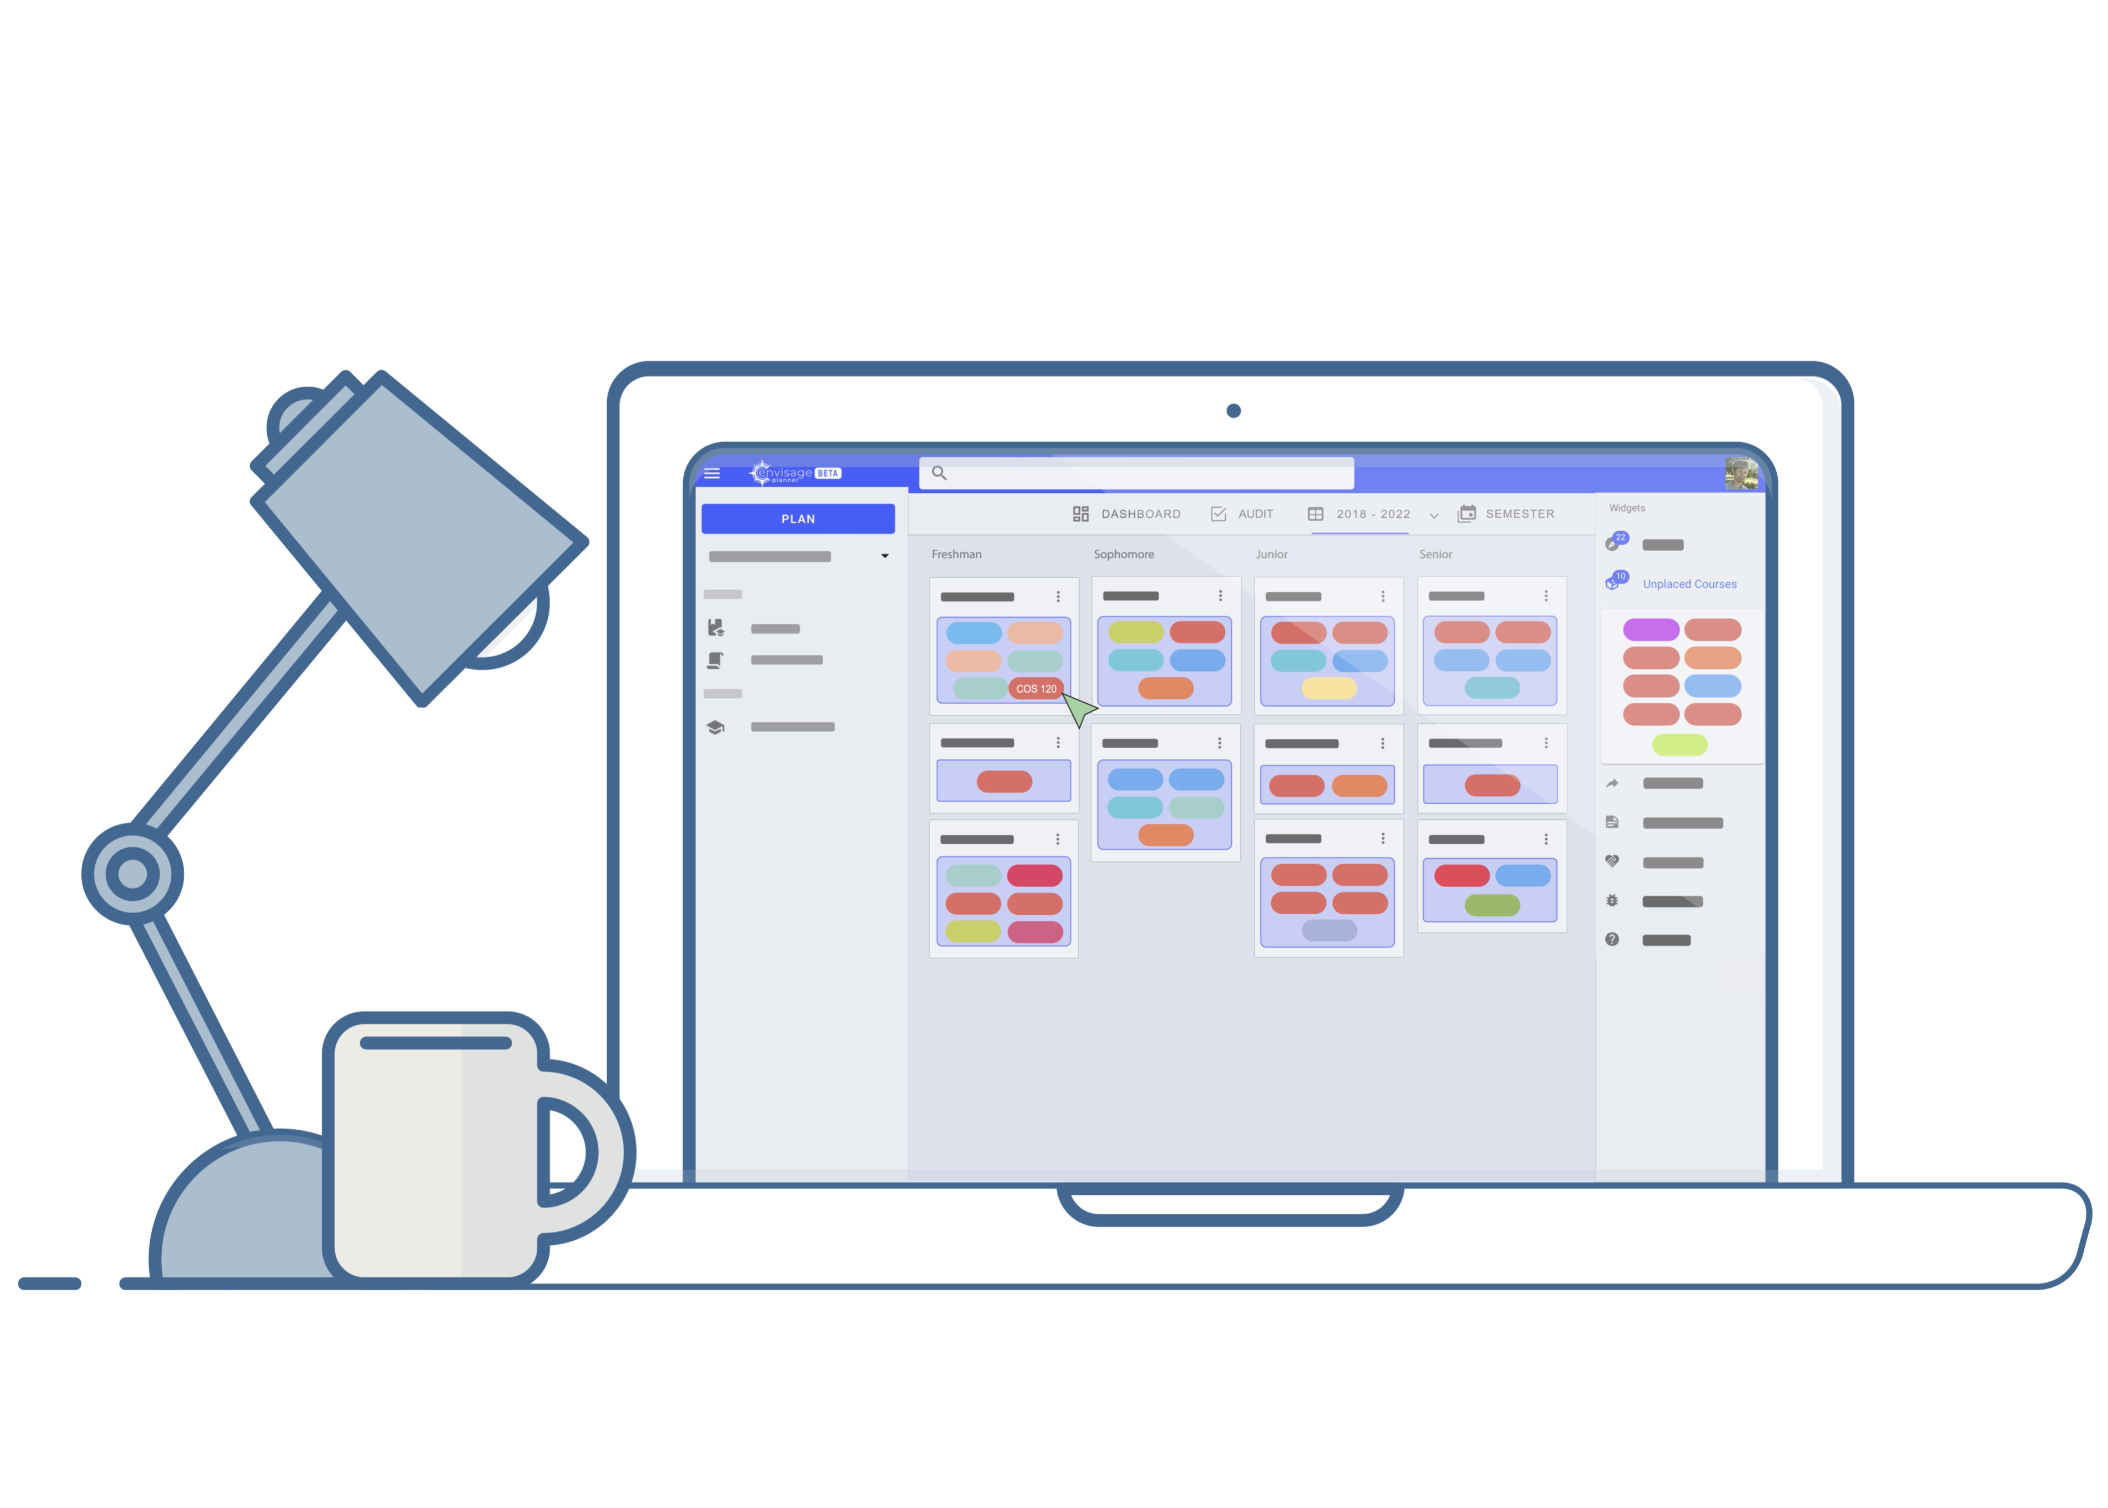 envisage BETA
planner
PLAN
DASHBOARD AUDIT 2018 - 2022 SEMESTER
Widgets
Freshman Sophomore Junior Senior
22
10 Unplaced Courses
COS 120